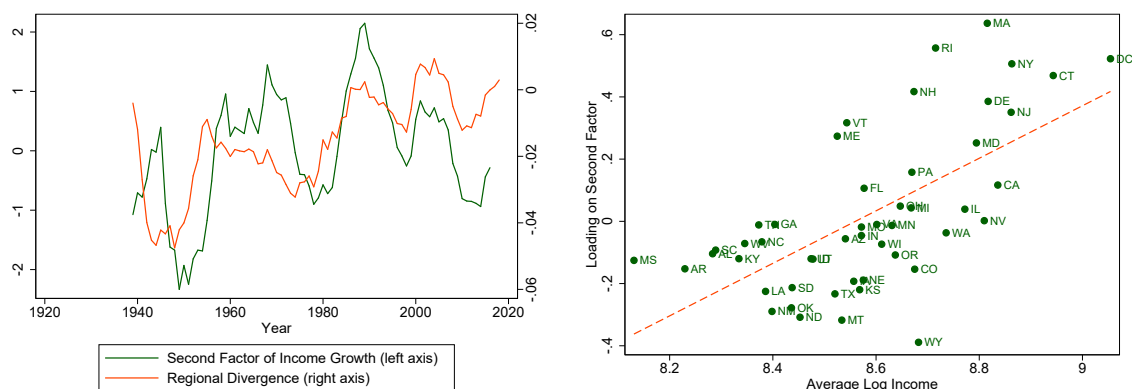 2
1
0
-1
-2
.02
0
-.02
-.04
-.06
1920
1940
1960
1980
2000
2020
Year
Second Factor of Income Growth (left axis)
Regional Divergence (right axis)
Loading on Second Factor
.6
.4
.2
0
-.2
-.4
MA
RI
NY
DC
CT
NH
DE
NJ
VT
ME
MD
PA
CA
FL
OH
MI
IL
NV
TN
GA
VA
MN
MO
WA
IN
AZ
NC
WV
WI
SC
AL
OR
KY
UT
MS
AR
CO
NE
KS
SD
LA
TX
OK
NM
ND
MT
WY
8.2
8.4
8.6
8.8
9
Average Log Income